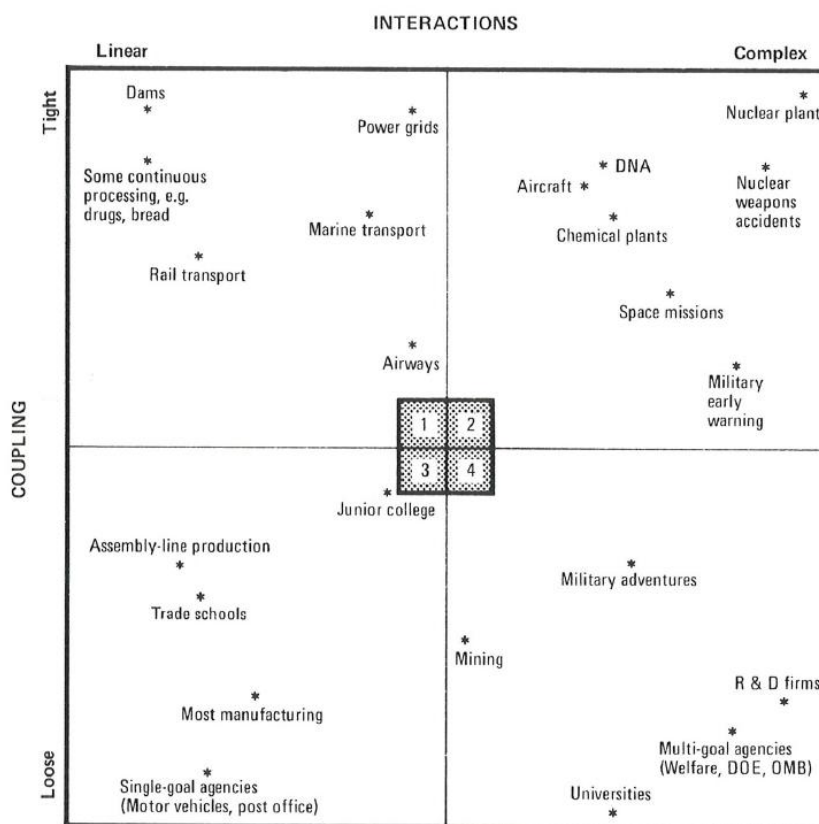 INTERACTIONS
Linear
Complex
Tight
COUPLING
Loose
Dams
Some continuous
processing, e.g.
drugs, bread
Rail transport
Power grids
Marine transport
Airways
1
2
3
4
Nuclear plant
DNA
Aircraft
Nuclear
weapons
accidents
Chemical plants
Space missions
Military
early
warning
Junior college
Assembly-line production
Trade schools
Most manufacturing
Single-goal agencies
(Motor vehicles, post office)
Military adventures
Mining
R & D firms
Multi-goal agencies
(Welfare, DOE, OMB)
Universities